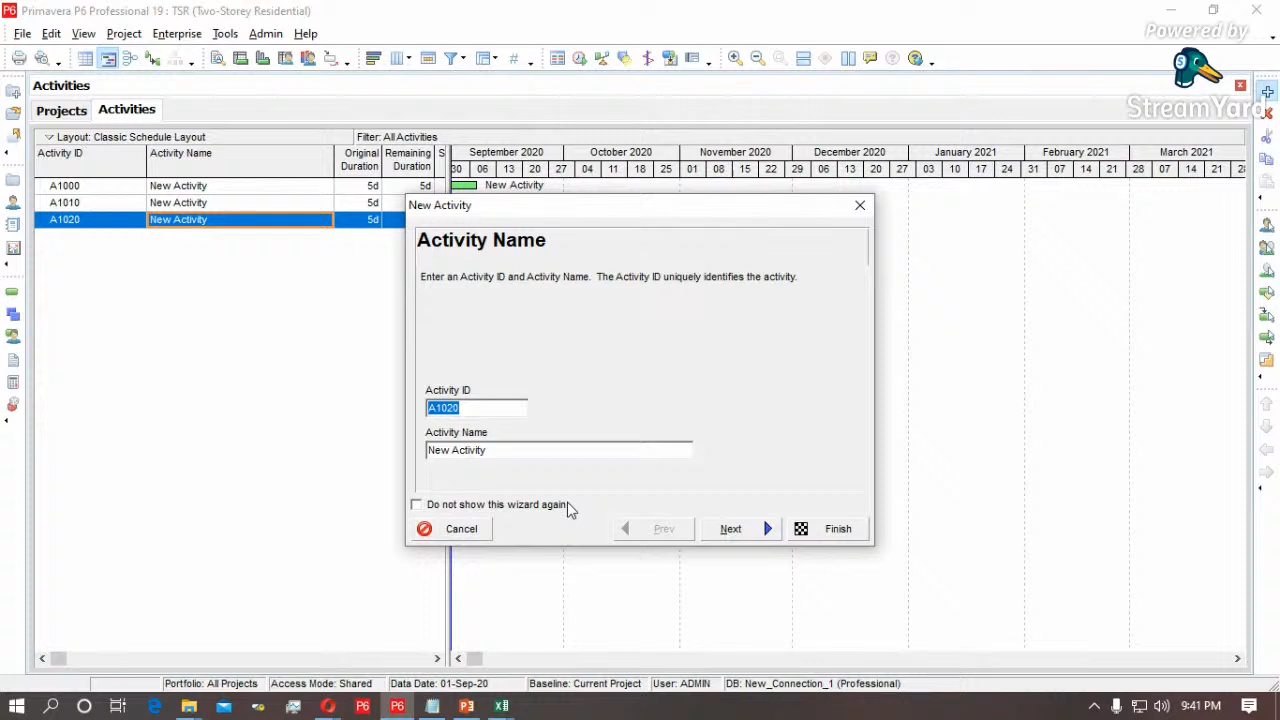 Primavera P6 Professional 19 : TSR (Two-Storey Residential)
File Edit View Project Enterprise Tools Admin Help
Powered by
StreamYard
Activities
Projects Activities
Layout: Classic Schedule Layout Filter: All Activities
Activity ID Activity Name Original Duration Remaining Duration S
September 2020 October 2020 November 2020 December 2020 January 2021 February 2021 March 2021
30 06 13 20 27 04 11 18 25 01 08 15 22 29 06 13 20 27 03 10 17 24 31 07 14 21 28 07 14 21 28
A1000 New Activity 5d 5d New Activity
A1010 New Activity 5d
A1020 New Activity 5d
New Activity
Activity Name
Enter an Activity ID and Activity Name. The Activity ID uniquely identifies the activity.
Activity ID
A1020
Activity Name
New Activity
Do not show this wizard again
Cancel Prev Next Finish
Portfolio: All Projects Access Mode: Shared Data Date: 01-Sep-20 Baseline: Current Project User: ADMIN DB: New_Connection_1 (Professional)
9:41 PM